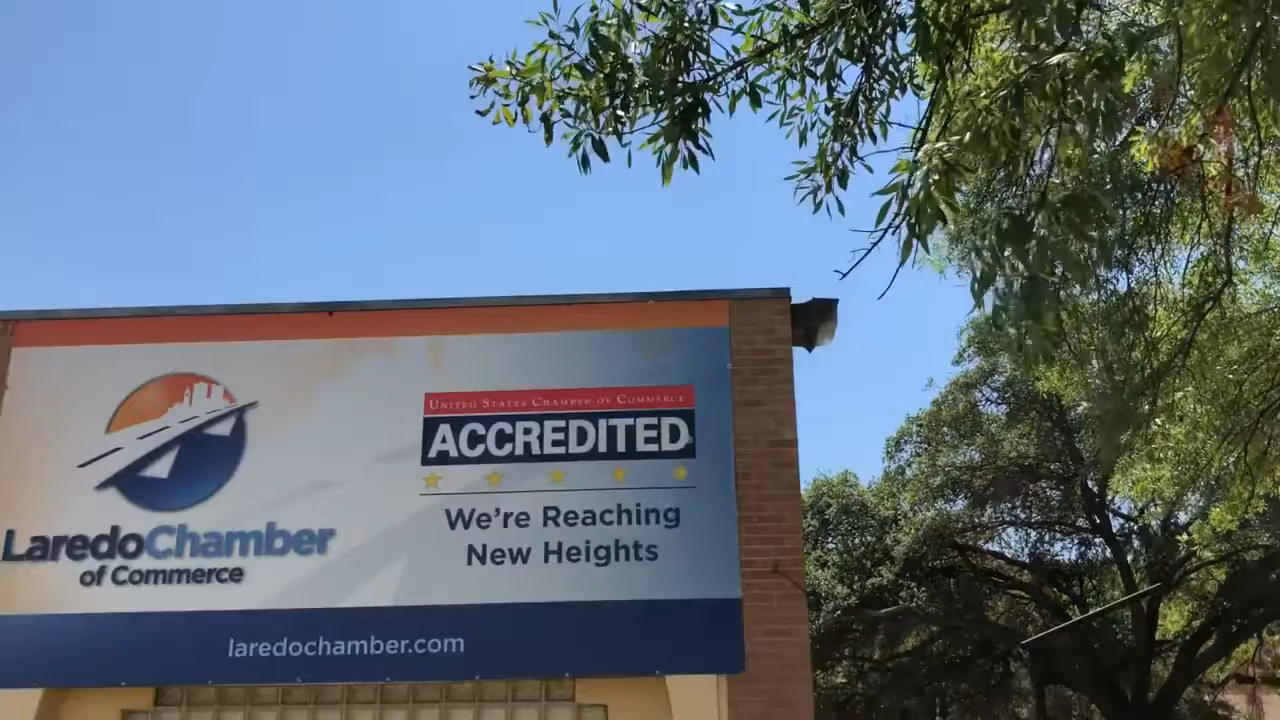 LaredoChamber
of Commerce
UNITED STATES CHAMBER OF COMMERCE
ACCREDITED
We're Reaching
New Heights
laredochamber.com